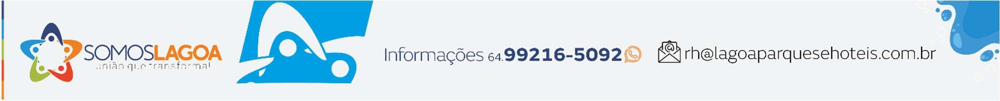 SOMOSLAGOA
união que transforma!
Informações 64.99216-5092
rh@lagoaparquesehoteis.com.br